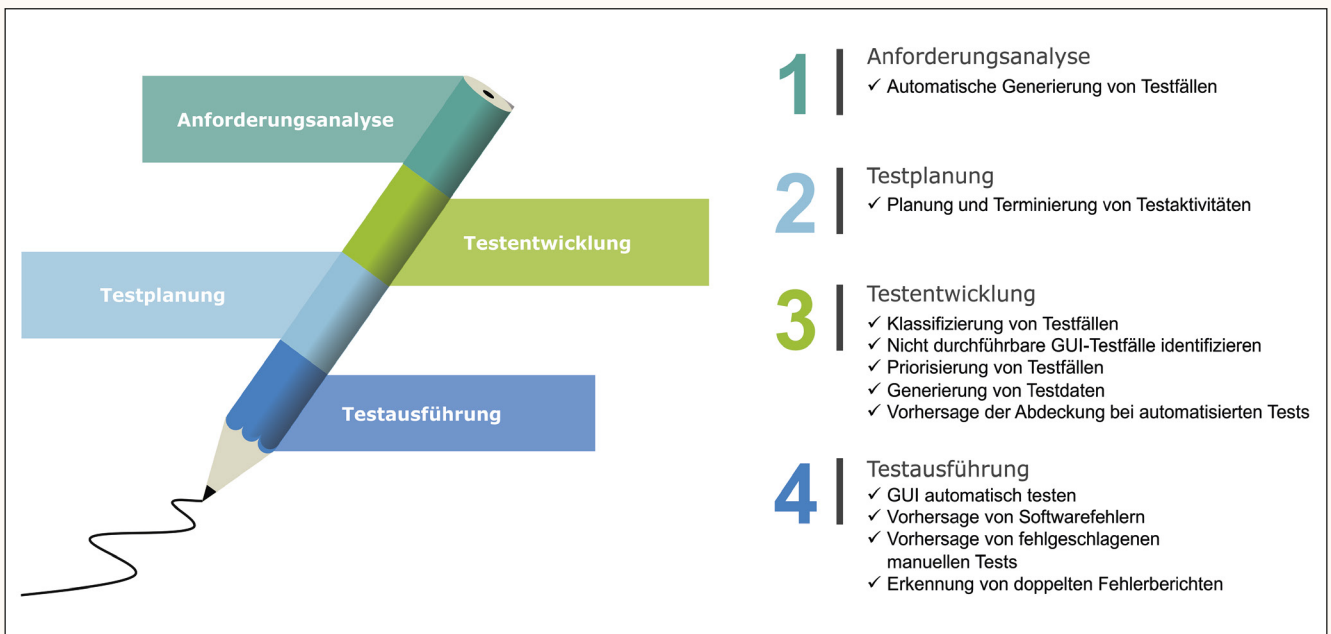 Anforderungsanalyse
Testentwicklung
Testplanung
Testausführung
1
Anforderungsanalyse
✓ Automatische Generierung von Testfällen
2
Testplanung
✓ Planung und Terminierung von Testaktivitäten
3
Testentwicklung
✓ Klassifizierung von Testfällen
✓ Nicht durchführbare GUI-Testfälle identifizieren
✓ Priorisierung von Testfällen
✓ Generierung von Testdaten
✓ Vorhersage der Abdeckung bei automatisierten Tests
4
Testausführung
✓ GUI automatisch testen
✓ Vorhersage von Softwarefehlern
✓ Vorhersage von fehlgeschlagenen
manuellen Tests
✓ Erkennung von doppelten Fehlerberichten